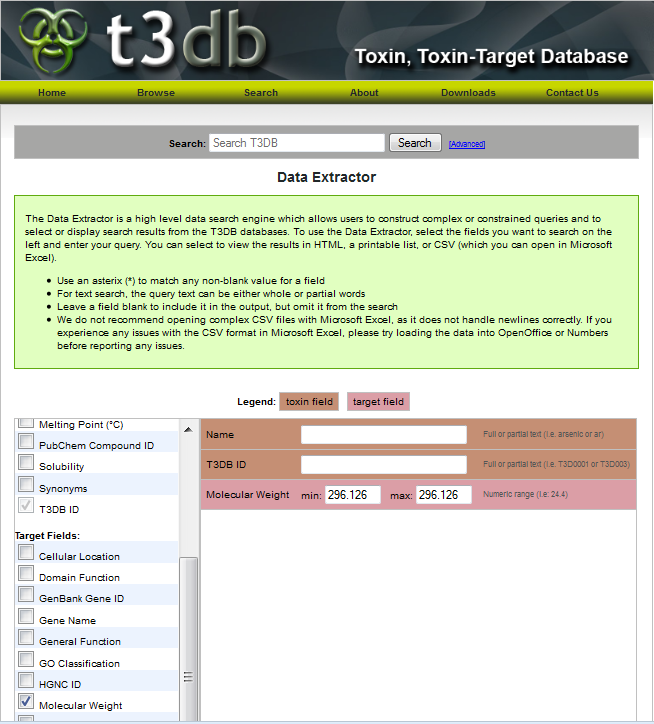 t3db
Toxin, Toxin-Target Database
Home Browse Search About Downloads Contact Us
Search: Search T3DB Search [Advanced]
Data Extractor
The Data Extractor is a high level data search engine which allows users to construct complex or constrained queries and to
select or display search results from the T3DB databases. To use the Data Extractor, select the fields you want to search on the
left and enter your query. You can select to view the results in HTML, a printable list, or CSV (which you can open in Microsoft
Excel).
• Use an asterix (*) to match any non-blank value for a field
• For text search, the query text can be either whole or partial words
• Leave a field blank to include it in the output, but omit it from the search
• We do not recommend opening complex CSV files with Microsoft Excel, as it does not handle newlines correctly. If you
experience any issues with the CSV format in Microsoft Excel, please try loading the data into OpenOffice or Numbers
before reporting any issues.
Legend: toxin field target field
Melting Point (°C)
PubChem Compound ID
Solubility
Synonyms
T3DB ID
Target Fields:
Cellular Location
Domain Function
GenBank Gene ID
Gene Name
General Function
GO Classification
HGNC ID
Molecular Weight
Name Full or partial text (i.e. arsenic or ar)
T3DB ID Full or partial text (i.e. T3D0001 or T3D003)
Molecular Weight min: 296.126 max: 296.126 Numeric range (i.e: 24.4)